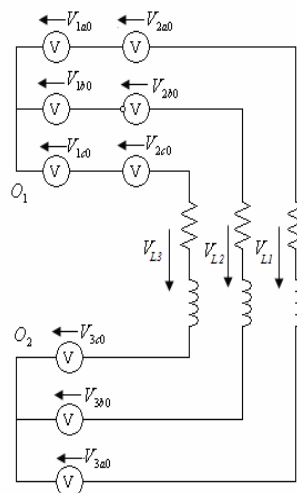 V1a0 V2a0
V V
V1b0 V2b0
V V
V1c0 V2c0
V V
O1
VL3 VL2 VL1
O2
V3c0
V
V3b0
V
V3a0
V